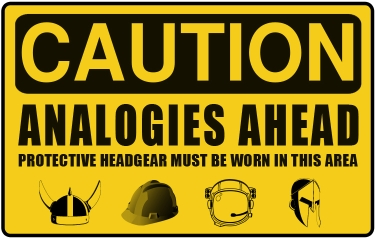 CAUTION
ANALOGIES AHEAD
PROTECTIVE HEADGEAR MUST BE WORN IN THIS AREA